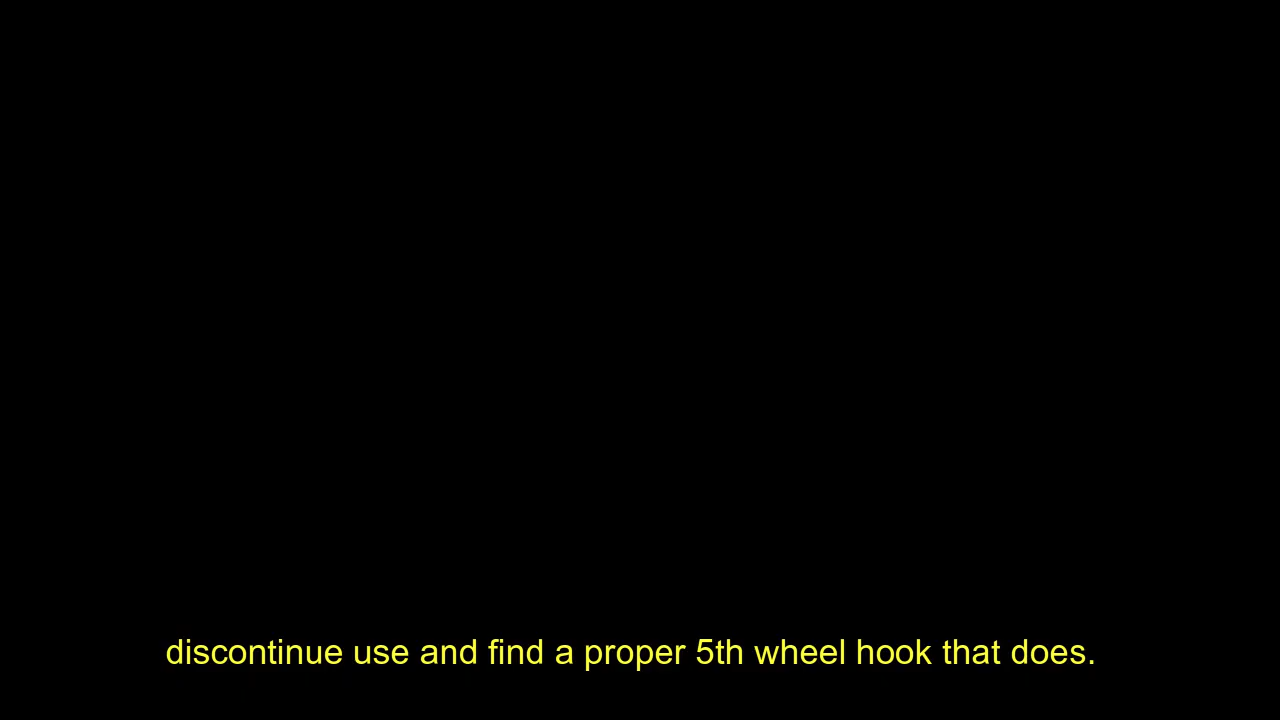 discontinue use and find a proper 5th wheel hook that does.